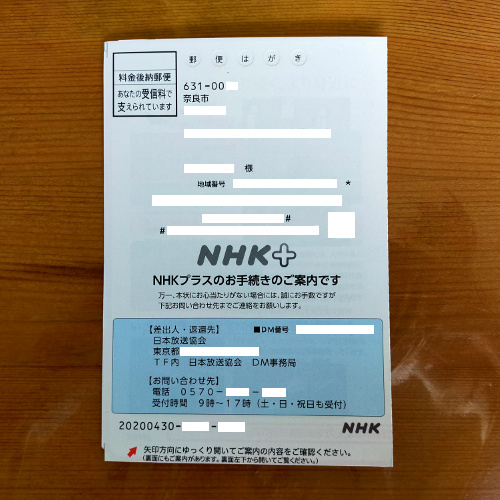 郵便はがき
料金後納郵便
あなたの受信料で
支えられています
631-00
奈良市
様
地域番号 *
#
#
NHK+
NHKプラスのお手続きのご案内です
万一、本状にお心当たりがない場合には、誠にお手数ですが
下記お問い合わせ先までご連絡をお願いします。
【差出人・返還先】 ■DM番号
日本放送協会
東京都
TF内 日本放送協会 DM事務局
【お問い合わせ先】
電話 0570- -
受付時間 9時~17時(土・日・祝日も受付)
20200430- -
NHK
矢印方向にゆっくり開いてご案内の内容をご確認ください。
(裏面にもご案内があります。裏面左下から開いてご覧ください。)